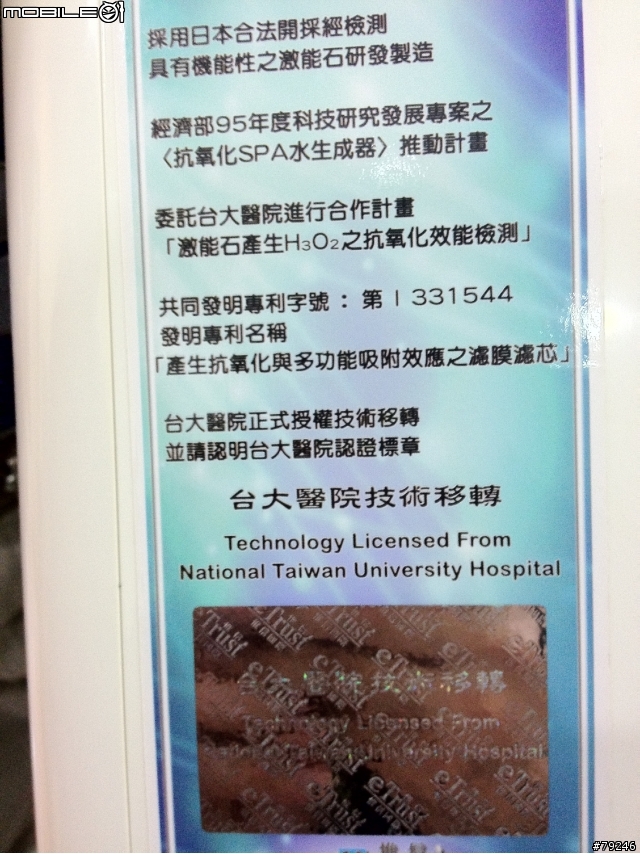 MOBILE01
採用日本合法開採經檢測
具有機能性之激能石研發製造
經濟部95年度科技研究發展專案之
〈抗氧化SPA水生成器〉推動計畫
委託台大醫院進行合作計畫
「激能石產生H₃O₂之抗氧化效能檢測」
共同發明專利字號：第 I 331544
發明專利名稱
「產生抗氧化與多功能吸附效應之濾膜濾芯」
台大醫院正式授權技術移轉
並請認明台大醫院認證標章
台大醫院技術移轉
Technology Licensed From
National Taiwan University Hospital
eTrust
台大醫院技術移轉
Technology Licensed From
National Taiwan University Hospital
eTrust
#79246